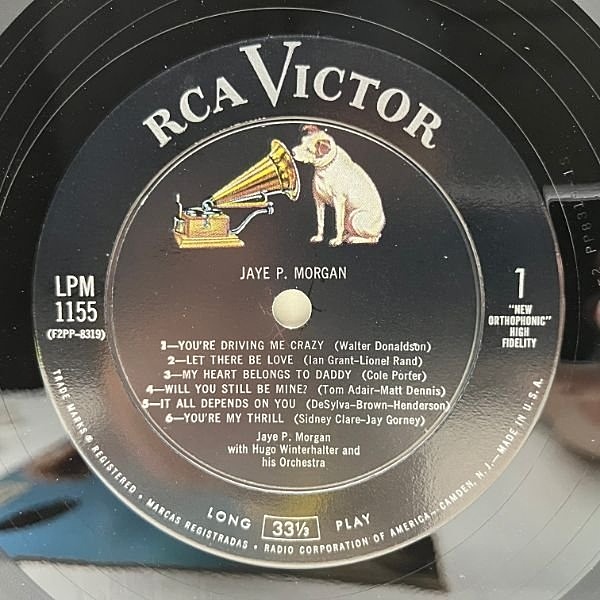 RCA VICTOR
JAYE P. MORGAN
LPM
1155
(F2PP-8319)
1
"NEW
ORTHOPHONIC"
HIGH
FIDELITY
1—YOU'RE DRIVING ME CRAZY (Walter Donaldson)
2—LET THERE BE LOVE (Ian Grant-Lionel Rand)
3—MY HEART BELONGS TO DADDY (Cole Porter)
4—WILL YOU STILL BE MINE? (Tom Adair-Matt Dennis)
5—IT ALL DEPENDS ON YOU (DeSylva-Brown-Henderson)
6—YOU'RE MY THRILL (Sidney Clare-Jay Gorney)
Jaye P. Morgan
with Hugo Winterhalter and
his Orchestra
LONG 33⅓ PLAY
TRADE MARKS ® REGISTERED • MARCAS REGISTRADAS • RADIO CORPORATION OF AMERICA—CAMDEN, N. J.—MADE IN U.S.A.